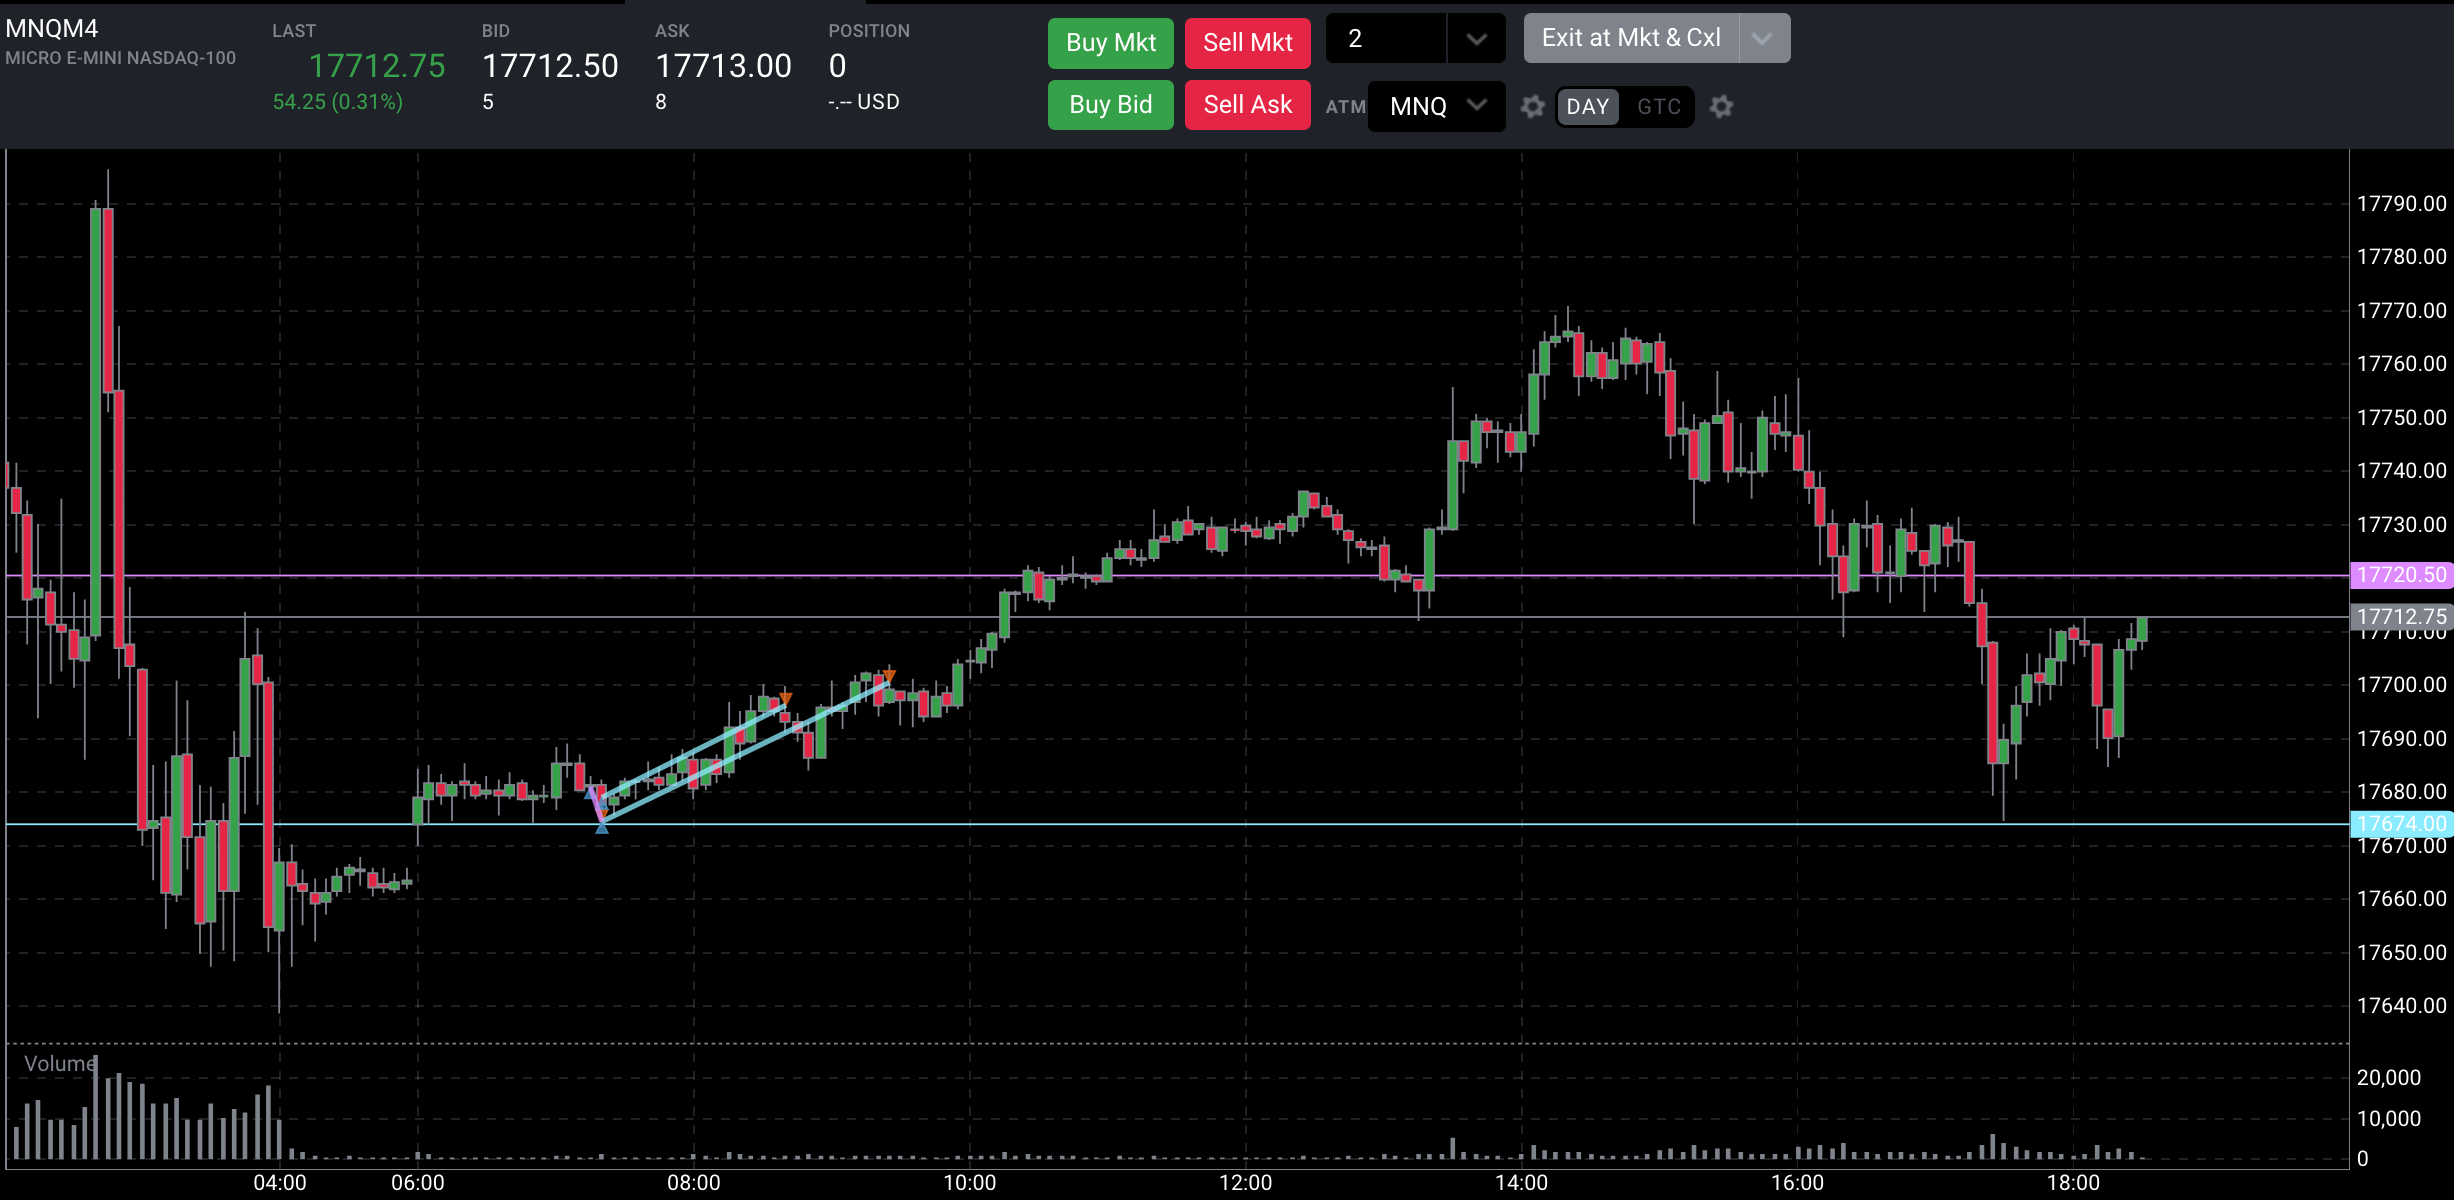 MNQM4
MICRO E-MINI NASDAQ-100
LAST
17712.75
54.25 (0.31%)
BID
17712.50
5
ASK
17713.00
8
POSITION
0
-.-- USD
Buy Mkt
Sell Mkt
2
Exit at Mkt & Cxl
Buy Bid
Sell Ask
ATM
MNQ
DAY
GTC
17790.00
17780.00
17770.00
17760.00
17750.00
17740.00
17730.00
17720.50
17712.75
17710.00
17700.00
17690.00
17680.00
17674.00
17670.00
17660.00
17650.00
17640.00
Volume
20,000
10,000
0
04:00
06:00
08:00
10:00
12:00
14:00
16:00
18:00